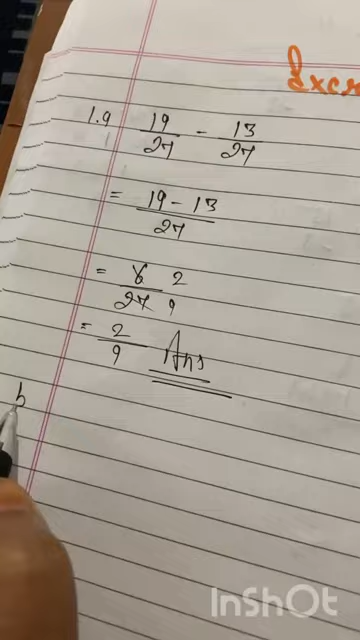 1.9 19/27 - 13/27
= 19 - 13/27
= 6/27 2/9
= 2/9 Ans
b
InShOt